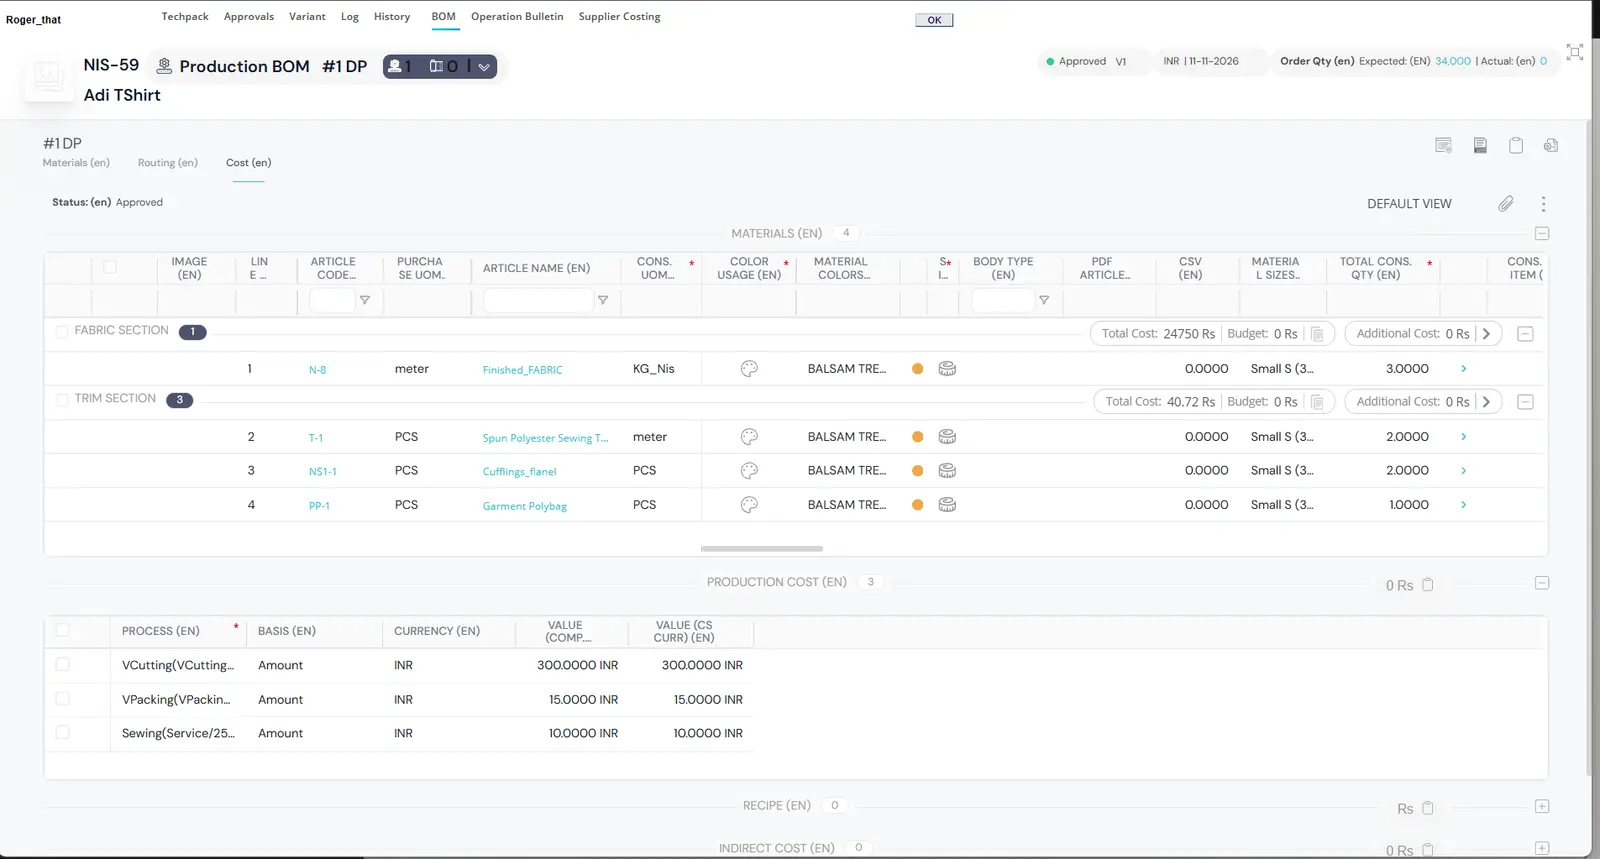 Roger_that
Techpack Approvals Variant Log History BOM Operation Bulletin Supplier Costing
OK
NIS-59 Production BOM #1 DP 1 0
Adi TShirt
Approved V1 INR | 11-11-2026 Order Qty (en) Expected: (EN) 34,000 | Actual: (en) 0
#1 DP
Materials (en) Routing (en) Cost (en)
Status: (en) Approved
DEFAULT VIEW
MATERIALS (EN) 4
IMAGE (EN) LIN E ... ARTICLE CODE... PURCHA SE UOM.. ARTICLE NAME (EN) CONS. UOM... * COLOR USAGE (EN) * MATERIAL COLORS... S I... * BODY TYPE (EN) PDF ARTICLE.. CSV (EN) MATERIA L SIZES.. TOTAL CONS. QTY (EN) * CONS. ITEM (
FABRIC SECTION 1 Total Cost: 24750 Rs Budget: 0 Rs Additional Cost: 0 Rs
1 N-8 meter Finished_FABRIC KG_Nis BALSAM TRE... 0.0000 Small S (3... 3.0000
TRIM SECTION 3 Total Cost: 40.72 Rs Budget: 0 Rs Additional Cost: 0 Rs
2 T-1 PCS Spun Polyester Sewing T... meter BALSAM TRE... 0.0000 Small S (3... 2.0000
3 NS1-1 PCS Cufflings_flanel PCS BALSAM TRE... 0.0000 Small S (3... 2.0000
4 PP-1 PCS Garment Polybag PCS BALSAM TRE... 0.0000 Small S (3... 1.0000
PRODUCTION COST (EN) 3 0 Rs
PROCESS (EN) * BASIS (EN) CURRENCY (EN) VALUE (COMP.... VALUE (CS CURR) (EN)
VCutting(VCutting... Amount INR 300.0000 INR 300.0000 INR
VPacking(VPackin... Amount INR 15.0000 INR 15.0000 INR
Sewing(Service/25... Amount INR 10.0000 INR 10.0000 INR
RECIPE (EN) 0 Rs
INDIRECT COST (EN) 0 0 Rs